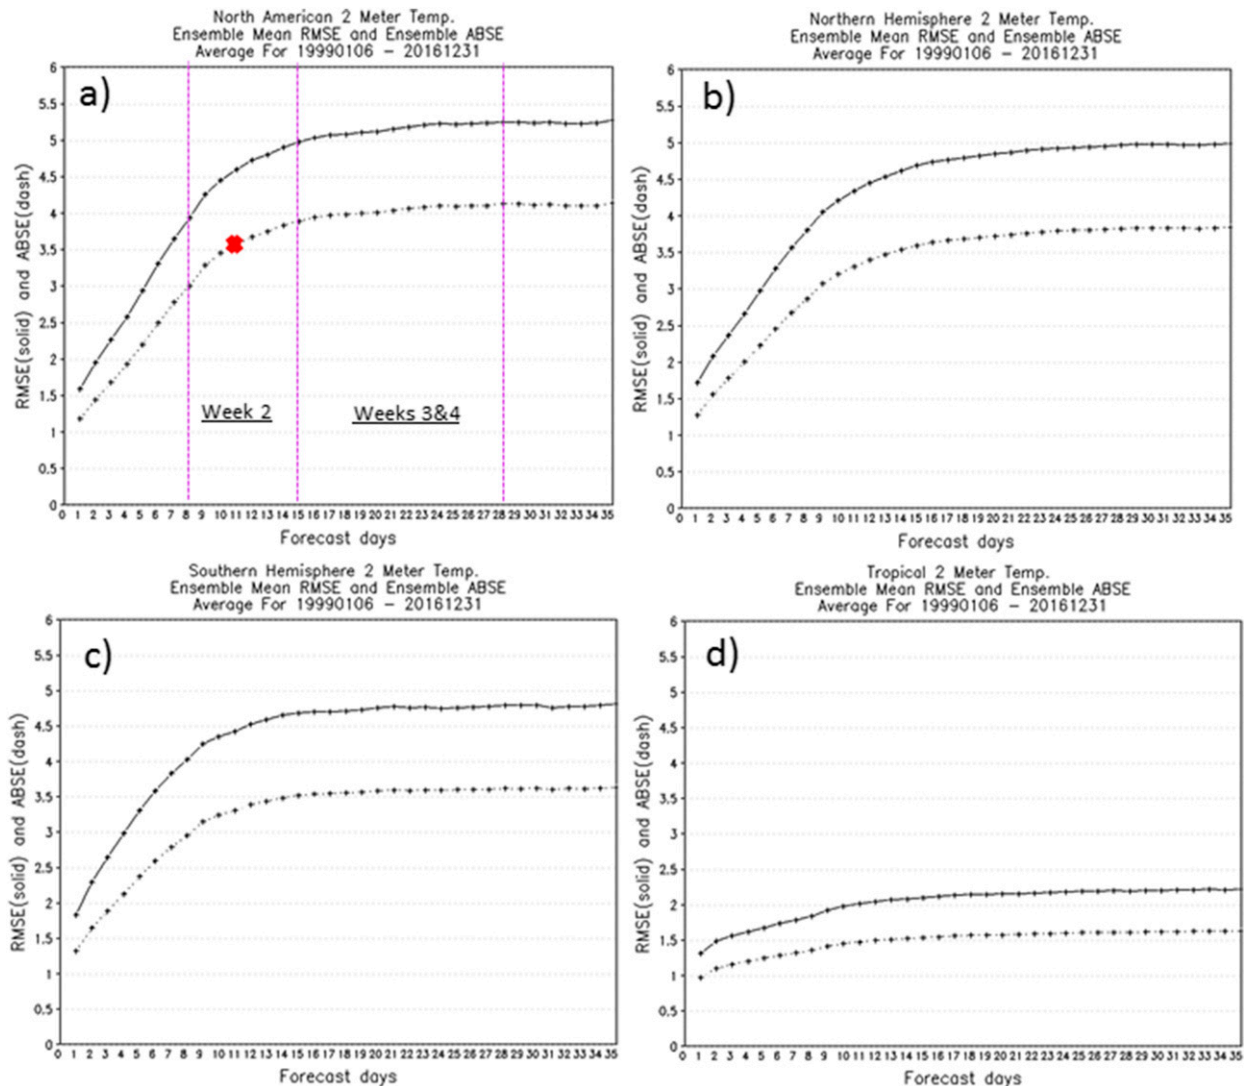 North American 2 Meter Temp.
Ensemble Mean RMSE and Ensemble ABSE
Average For 19990106 – 20161231
a)
RMSE(solid) and ABSE(dash)
6
5.5
5
4.5
4
3.5
3
2.5
2
1.5
1
0.5
0
Week 2
Weeks 3&4
0 1 2 3 4 5 6 7 8 9 10 11 12 13 14 15 16 17 18 19 20 21 22 23 24 25 26 27 28 29 30 31 32 33 34 35
Forecast days
Northern Hemisphere 2 Meter Temp.
Ensemble Mean RMSE and Ensemble ABSE
Average For 19990106 – 20161231
b)
RMSE(solid) and ABSE(dash)
6
5.5
5
4.5
4
3.5
3
2.5
2
1.5
1
0.5
0
0 1 2 3 4 5 6 7 8 9 10 11 12 13 14 15 16 17 18 19 20 21 22 23 24 25 26 27 28 29 30 31 32 33 34 35
Forecast days
Southern Hemisphere 2 Meter Temp.
Ensemble Mean RMSE and Ensemble ABSE
Average For 19990106 – 20161231
c)
RMSE(solid) and ABSE(dash)
6
5.5
5
4.5
4
3.5
3
2.5
2
1.5
1
0.5
0
0 1 2 3 4 5 6 7 8 9 10 11 12 13 14 15 16 17 18 19 20 21 22 23 24 25 26 27 28 29 30 31 32 33 34 35
Forecast days
Tropical 2 Meter Temp.
Ensemble Mean RMSE and Ensemble ABSE
Average For 19990106 – 20161231
d)
RMSE(solid) and ABSE(dash)
6
5.5
5
4.5
4
3.5
3
2.5
2
1.5
1
0.5
0
0 1 2 3 4 5 6 7 8 9 10 11 12 13 14 15 16 17 18 19 20 21 22 23 24 25 26 27 28 29 30 31 32 33 34 35
Forecast days